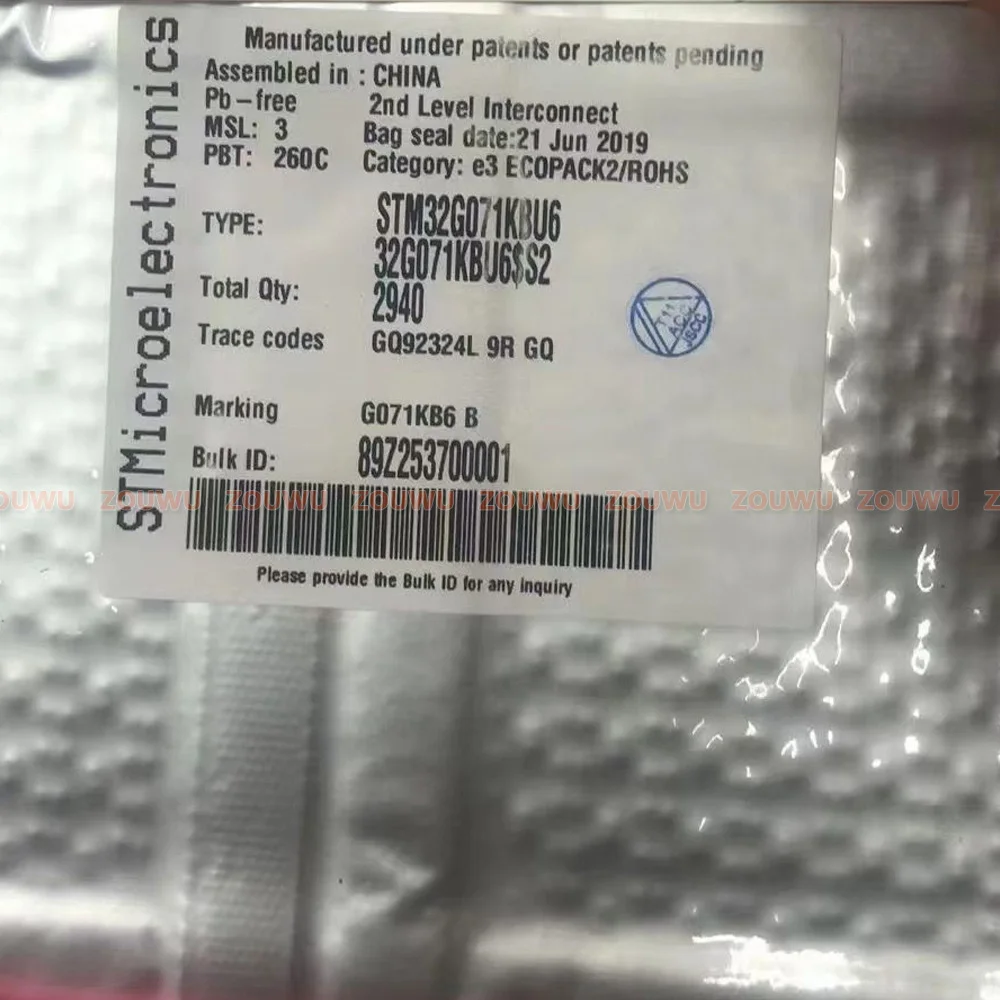 STMicroelectronics
Manufactured under patents or patents pending
Assembled in : CHINA
Pb-free 2nd Level Interconnect
MSL: 3 Bag seal date:21 Jun 2019
PBT: 260C Category: e3 ECOPACK2/ROHS
TYPE: STM32G071KBU6
32G071KBU6$S2
Total Qty: 2940
Trace codes GQ92324L 9R GQ
T11
ACQ
JSCC
Marking G071KB6 B
Bulk ID: 89Z253700001
ZOUWU ZOUWU ZOUWU ZOUWU ZOUWU ZOUWU ZOUWU
Please provide the Bulk ID for any inquiry